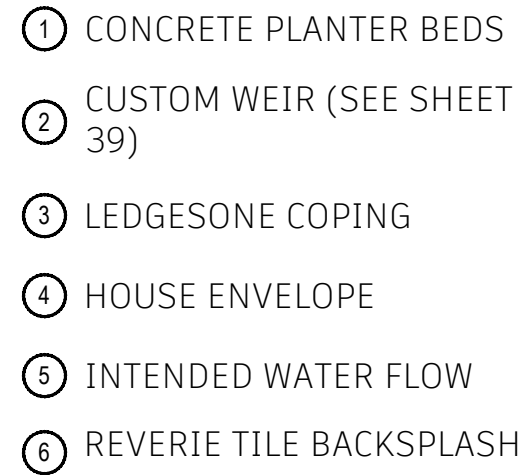 1 CONCRETE PLANTER BEDS
2 CUSTOM WEIR (SEE SHEET
39)
3 LEDGESONE COPING
4 HOUSE ENVELOPE
5 INTENDED WATER FLOW
6 REVERIE TILE BACKSPLASH